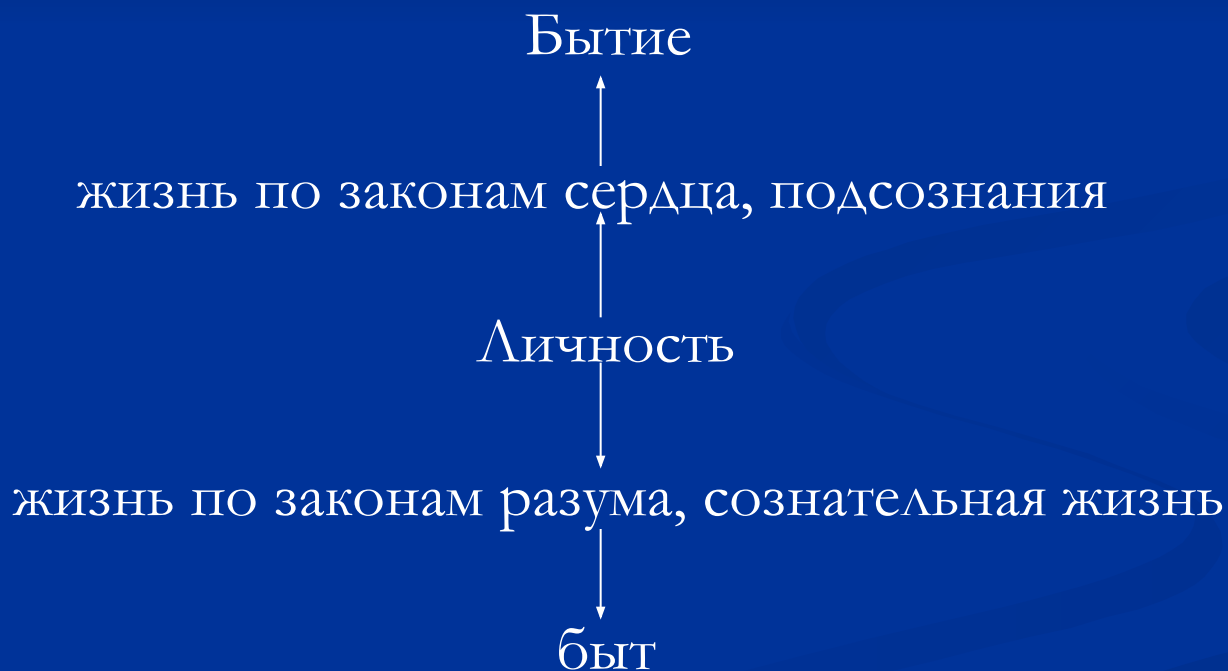 Бытие
жизнь по законам сердца, подсознания
Личность
жизнь по законам разума, сознательная жизнь
быт